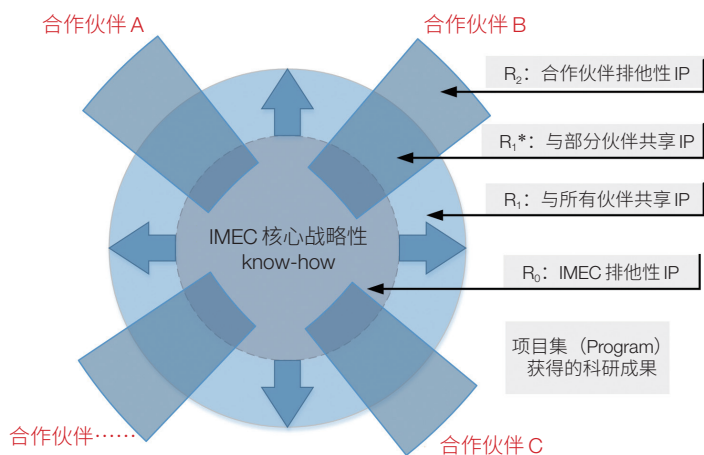 合作伙伴 A
合作伙伴 B
R₂：合作伙伴排他性 IP
R₁*：与部分伙伴共享 IP
R₁：与所有伙伴共享 IP
IMEC 核心战略性
know-how
R₀：IMEC 排他性 IP
项目集（Program）
获得的科研成果
合作伙伴……
合作伙伴 C